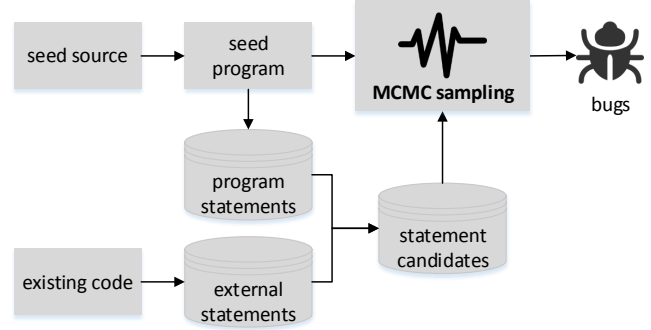 seed source
seed
program
MCMC sampling
bugs
program
statements
statement
candidates
existing code
external
statements